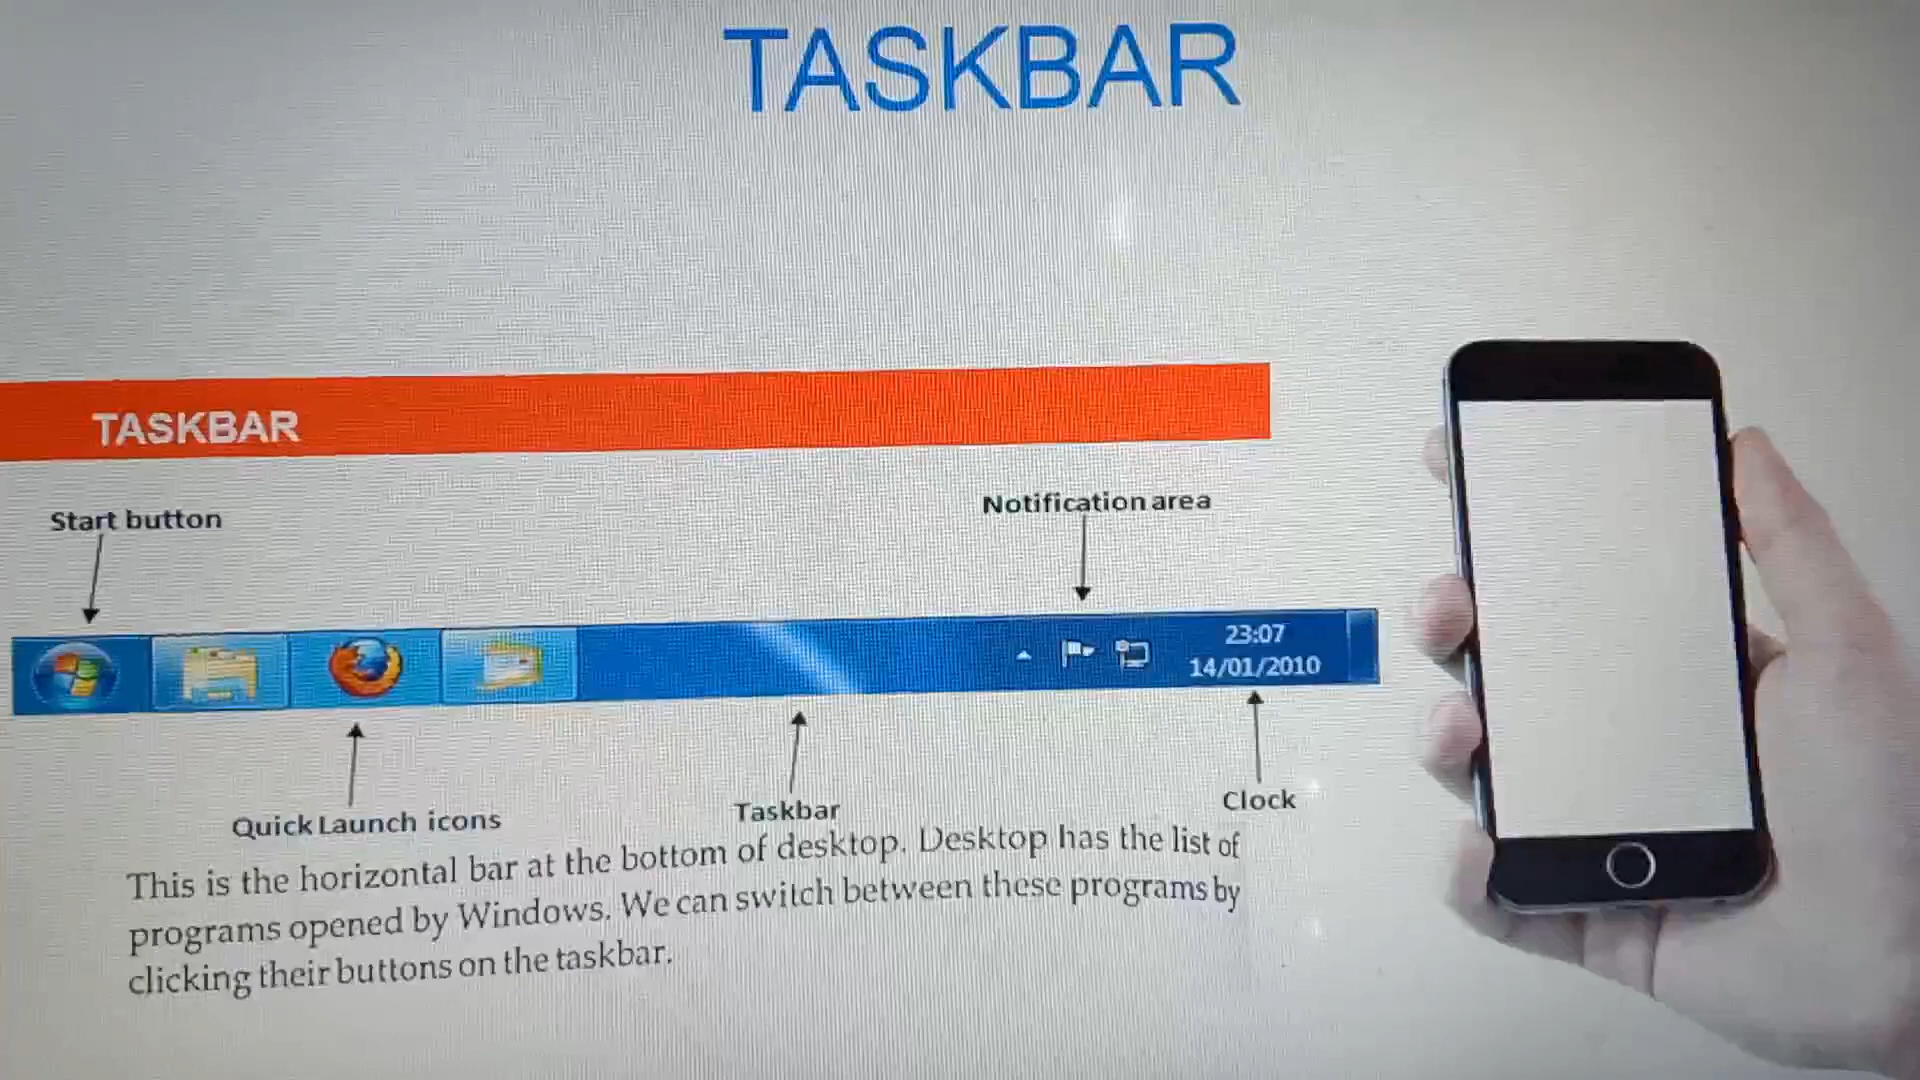 TASKBAR
TASKBAR
Start button
Notification area
23:07
14/01/2010
Quick Launch icons
Taskbar
Clock
This is the horizontal bar at the bottom of desktop. Desktop has the list of
programs opened by Windows. We can switch between these programs by
clicking their buttons on the taskbar.